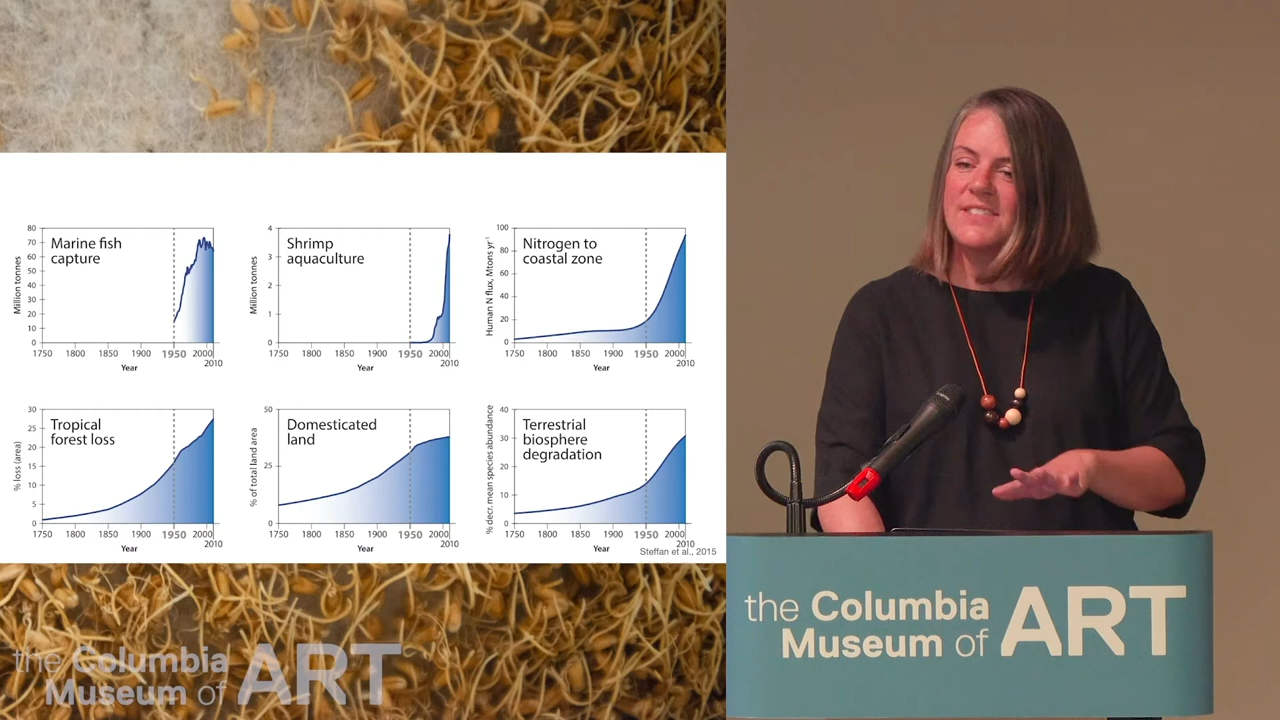 Marine fish
capture
Million tonnes
80
70
60
50
40
30
20
10
0
1750 1800 1850 1900 1950 2000
2010
Year
Shrimp
aquaculture
Million tonnes
4
3
2
1
0
1750 1800 1850 1900 1950 2000
2010
Year
Nitrogen to
coastal zone
Human N flux, Mtons yr⁻¹
100
80
60
40
20
0
1750 1800 1850 1900 1950 2000
2010
Year
Tropical
forest loss
% loss (area)
30
25
20
15
10
5
0
1750 1800 1850 1900 1950 2000
2010
Year
Domesticated
land
% of total land area
50
25
0
1750 1800 1850 1900 1950 2000
2010
Year
Terrestrial
biosphere
degradation
% decr. mean species abundance
40
30
20
10
0
1750 1800 1850 1900 1950 2000
2010
Year
Steffan et al., 2015
the Columbia
Museum of ART
the Columbia
Museum of ART